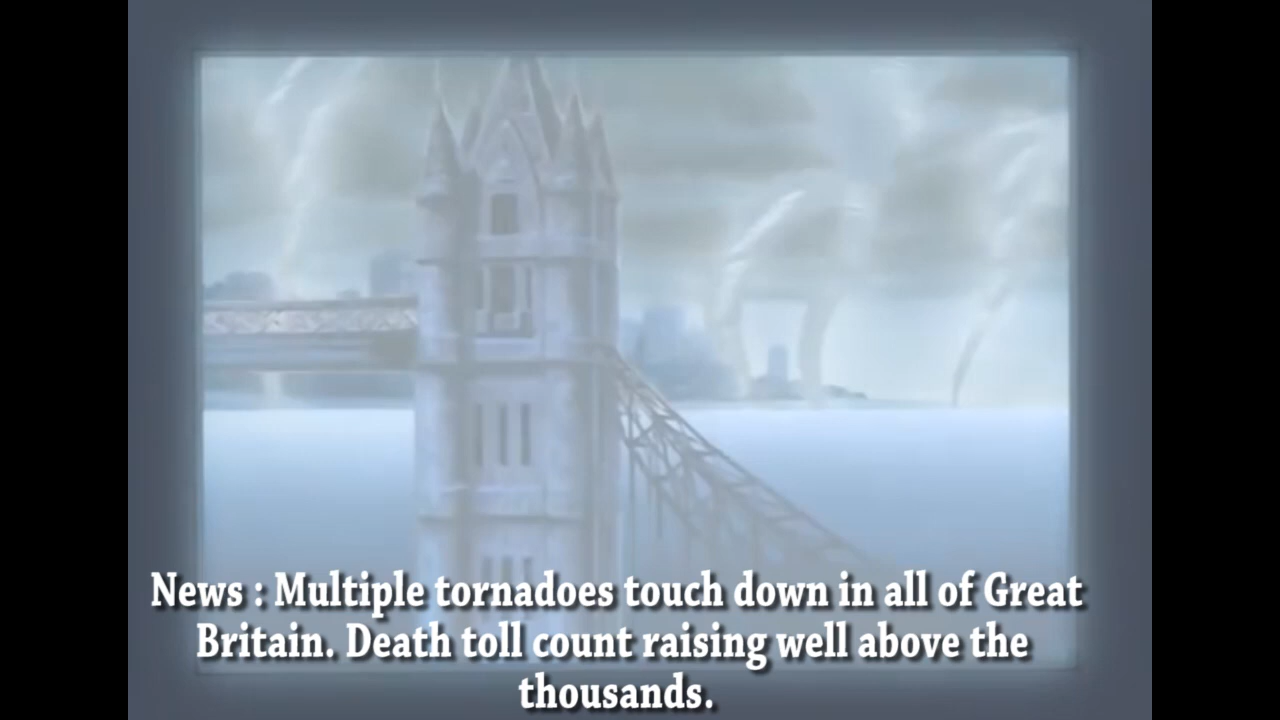 News : Multiple tornadoes touch down in all of Great
Britain. Death toll count raising well above the
thousands.